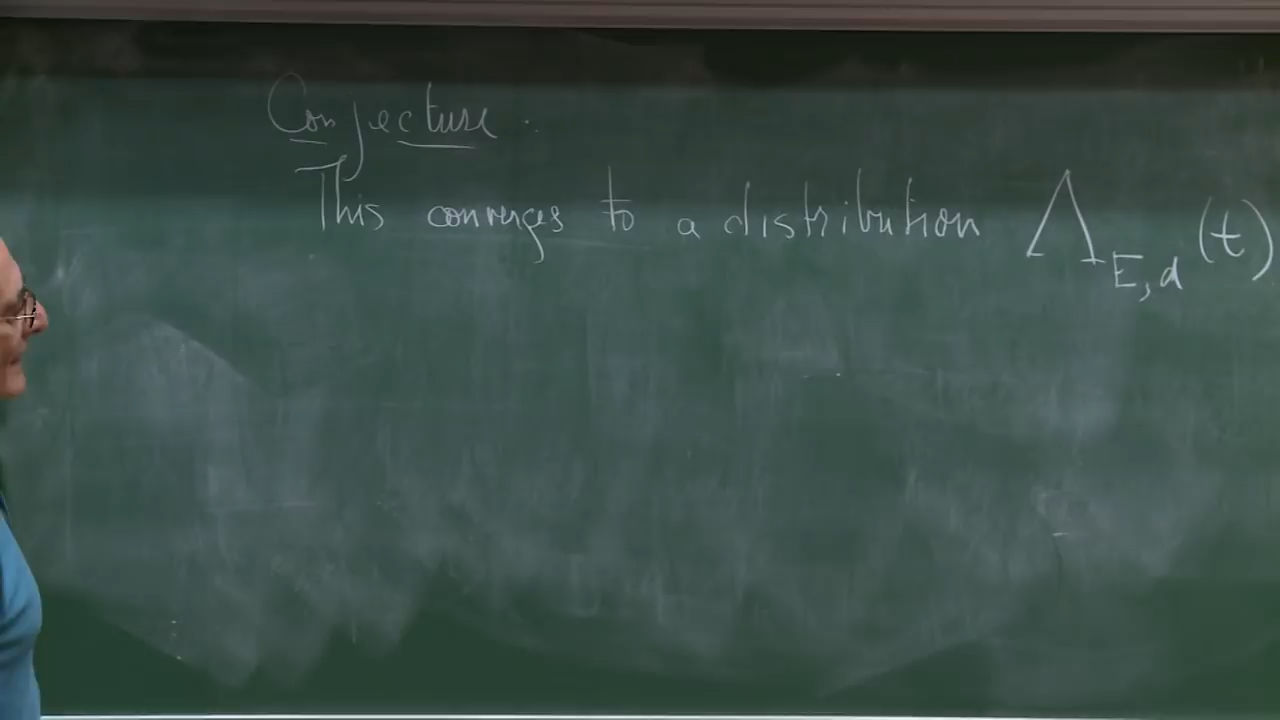 Conjecture.
This converges to a distribution Λ_{E,d}(t)